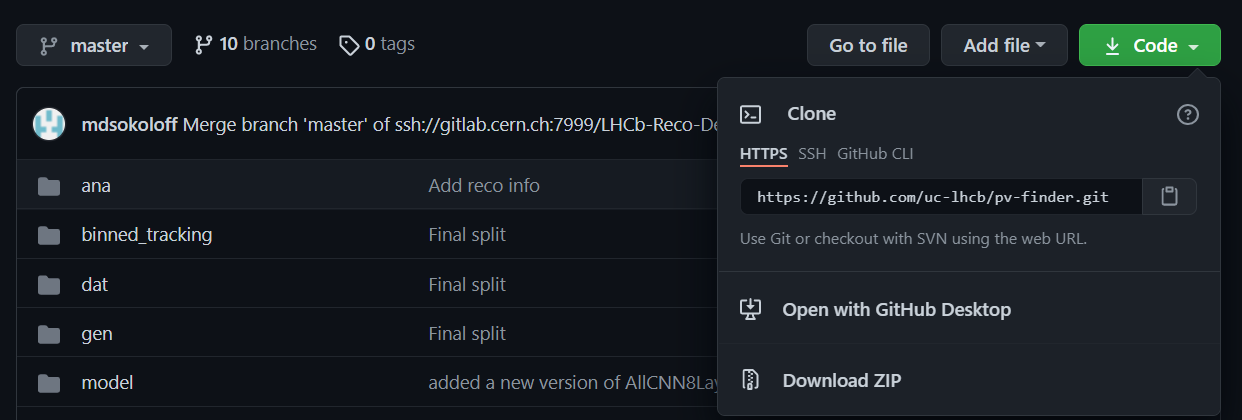 master
10 branches
0 tags
Go to file
Add file
Code
mdsokoloff Merge branch 'master' of ssh://gitlab.cern.ch:7999/LHCb-Reco-De
ana Add reco info
binned_tracking Final split
dat Final split
gen Final split
model added a new version of AllCNN8Lay
Clone
HTTPS SSH GitHub CLI
https://github.com/uc-lhcb/pv-finder.git
Use Git or checkout with SVN using the web URL.
Open with GitHub Desktop
Download ZIP